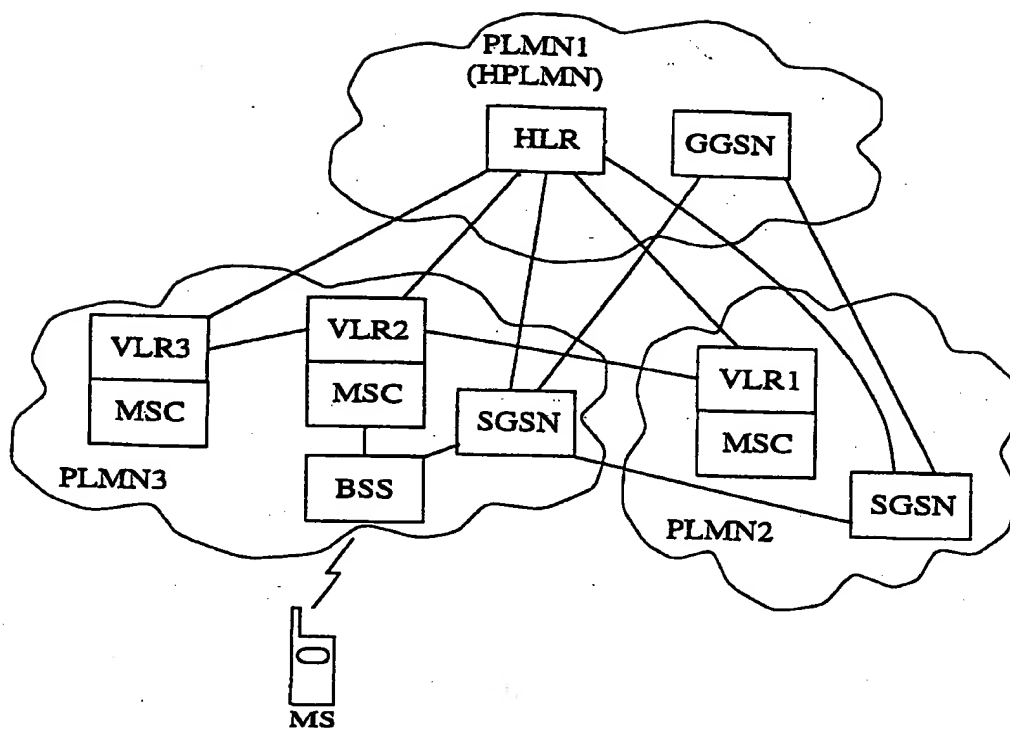 PLMN1
(HPLMN)
HLR
GGSN
VLR3
MSC
VLR2
MSC
SGSN
BSS
PLMN3
VLR1
MSC
SGSN
PLMN2
MS